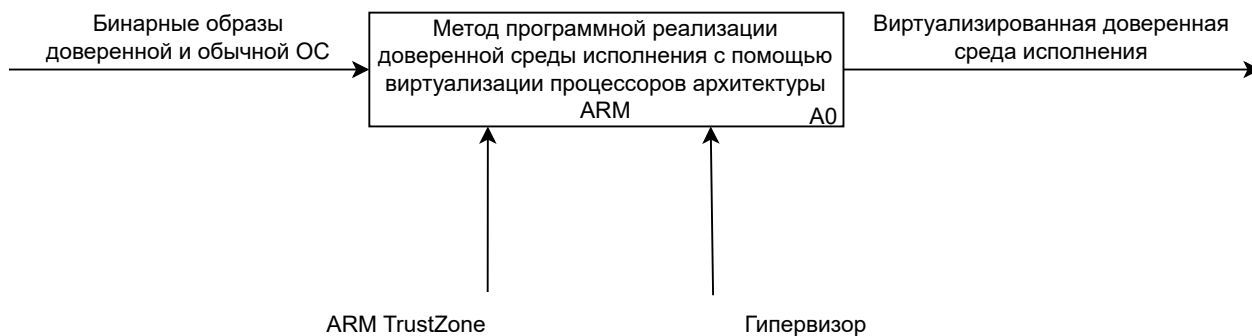 Бинарные образы
доверенной и обычной ОС
Метод программной реализации
доверенной среды исполнения с помощью
виртуализации процессоров архитектуры
ARM
A0
Виртуализированная доверенная
среда исполнения
ARM TrustZone
Гипервизор